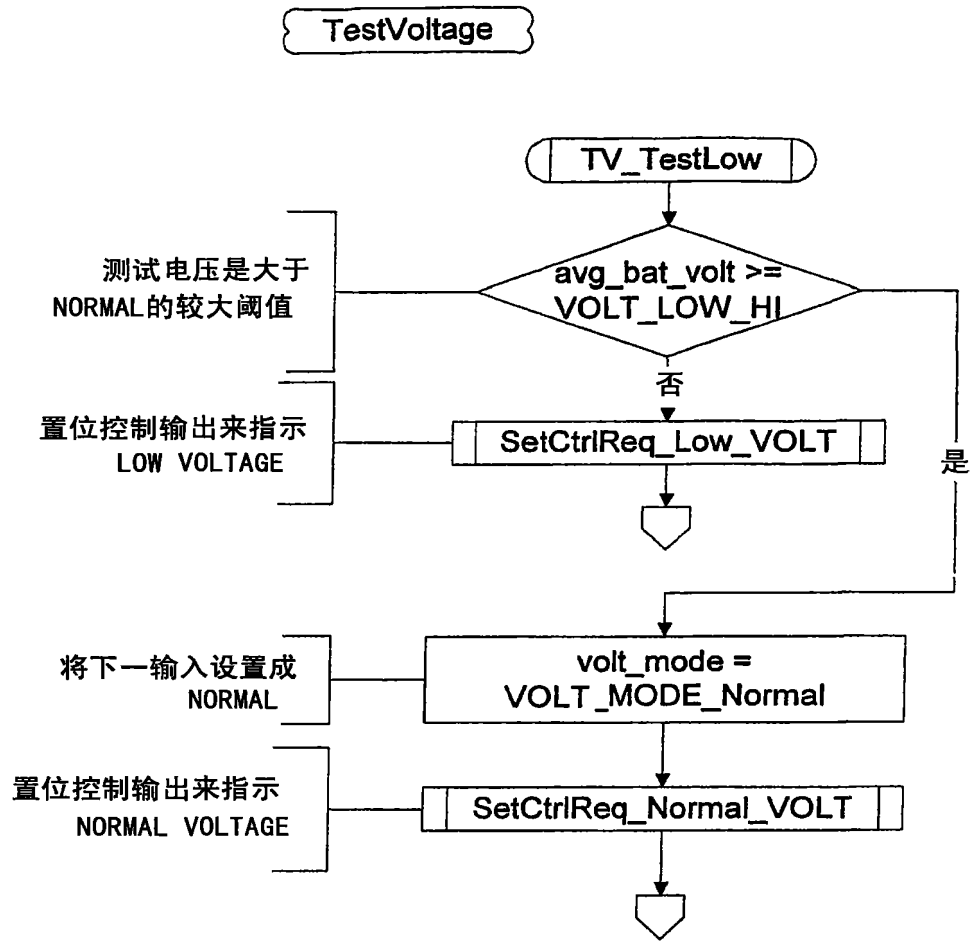 TestVoltage
TV_TestLow
测试电压是大于
NORMAL的较大阈值
avg_bat_volt >=
VOLT_LOW_HI
否
置位控制输出来指示
LOW VOLTAGE
SetCtrlReq_Low_VOLT
是
将下一输入设置成
NORMAL
volt_mode =
VOLT_MODE_Normal
置位控制输出来指示
NORMAL VOLTAGE
SetCtrlReq_Normal_VOLT